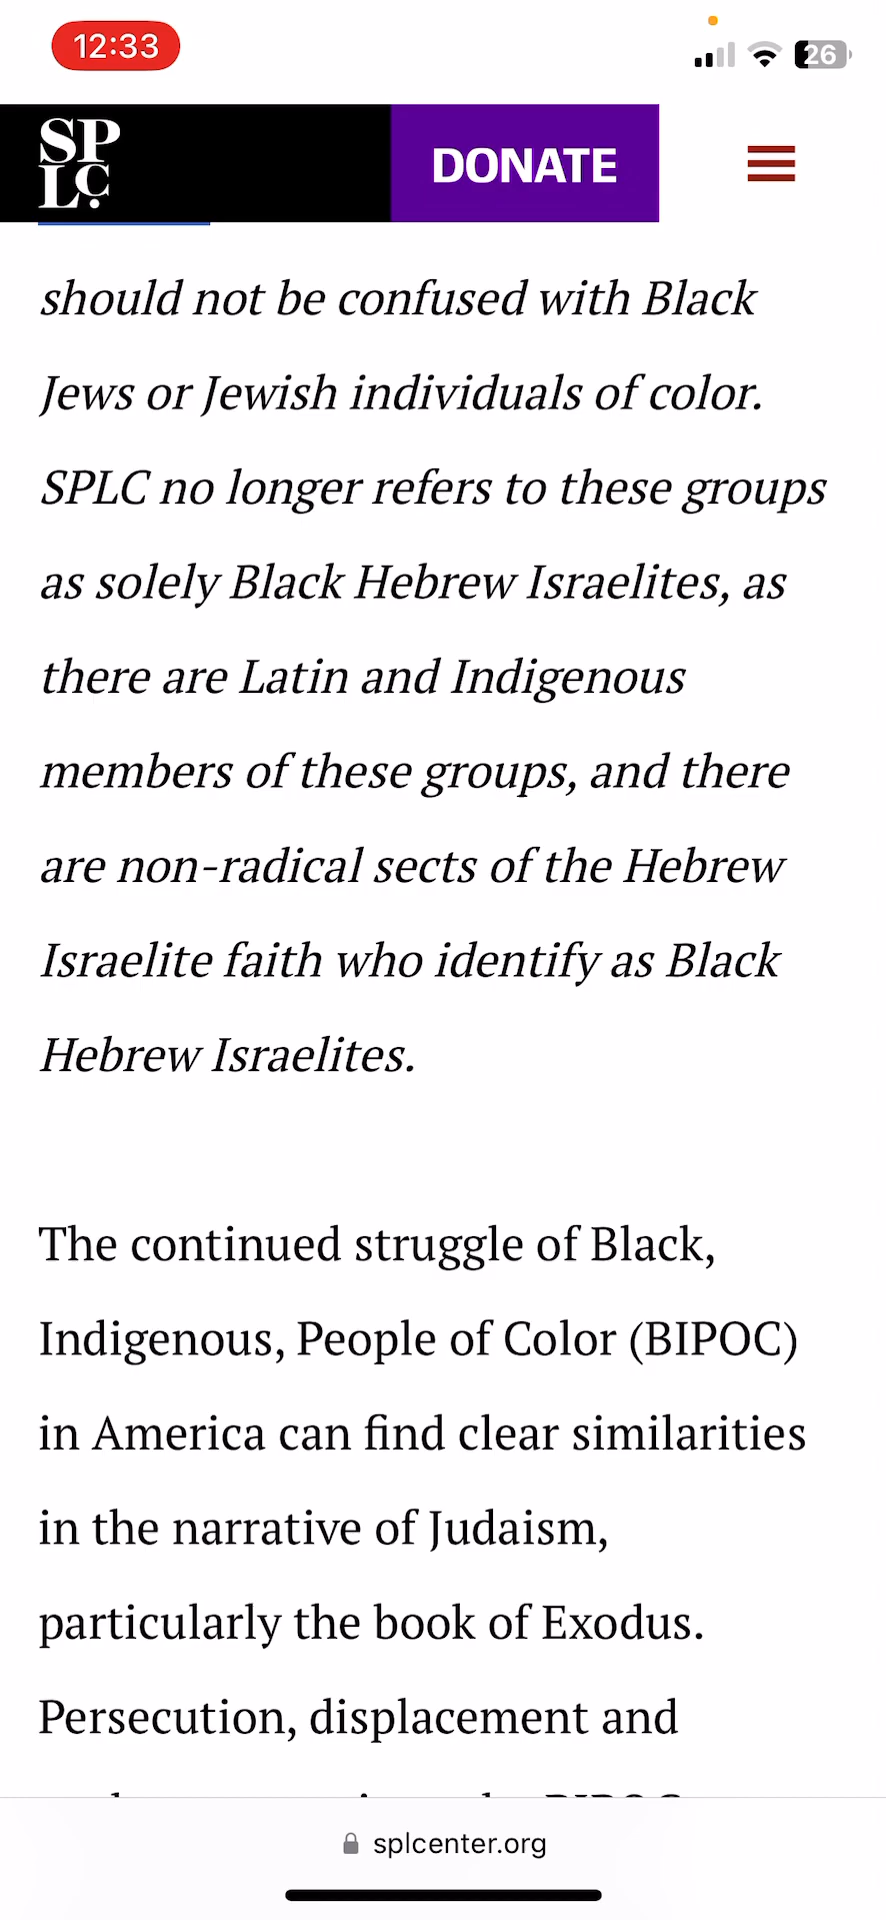 12:33
26
SP
LC
DONATE
should not be confused with Black
Jews or Jewish individuals of color.
SPLC no longer refers to these groups
as solely Black Hebrew Israelites, as
there are Latin and Indigenous
members of these groups, and there
are non-radical sects of the Hebrew
Israelite faith who identify as Black
Hebrew Israelites.
The continued struggle of Black,
Indigenous, People of Color (BIPOC)
in America can find clear similarities
in the narrative of Judaism,
particularly the book of Exodus.
Persecution, displacement and
splcenter.org